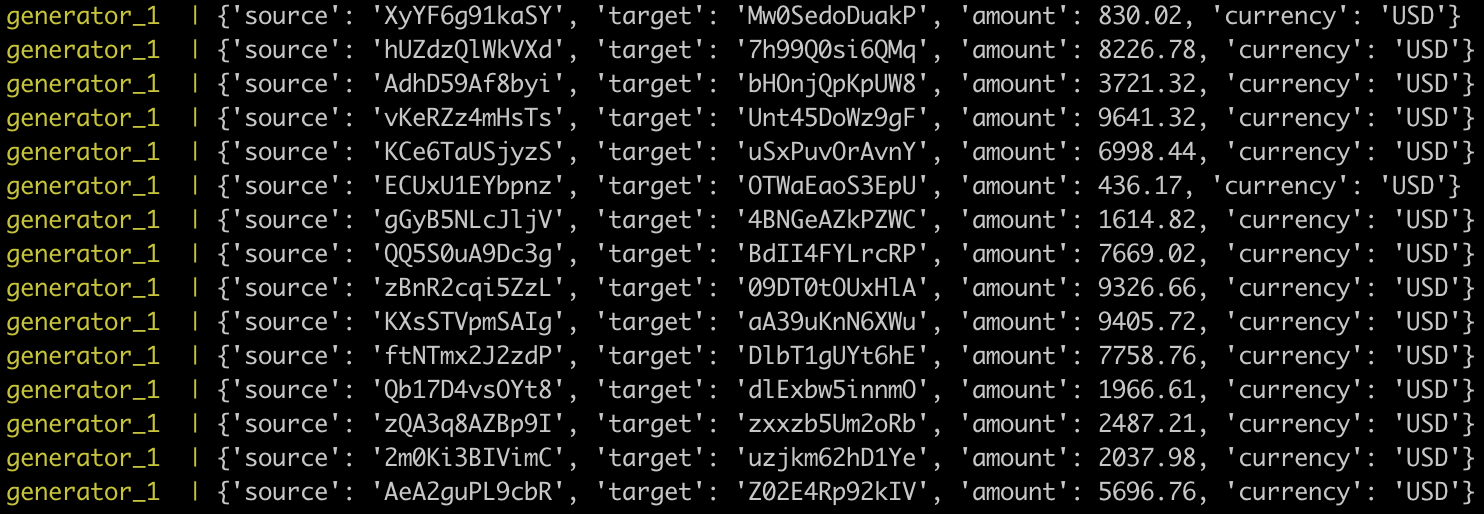 generator_1  | {'source': 'XyYF6g91kaSY', 'target': 'Mw0SedoDuakP', 'amount': 830.02, 'currency': 'USD'}
generator_1  | {'source': 'hUZdzQlWkVXd', 'target': '7h99Q0si6QMq', 'amount': 8226.78, 'currency': 'USD'}
generator_1  | {'source': 'AdhD59Af8byi', 'target': 'bHOnjQpKpUW8', 'amount': 3721.32, 'currency': 'USD'}
generator_1  | {'source': 'vKeRZz4mHsTs', 'target': 'Unt45DoWz9gF', 'amount': 9641.32, 'currency': 'USD'}
generator_1  | {'source': 'KCe6TaUSjyzS', 'target': 'uSxPuvOrAvnY', 'amount': 6998.44, 'currency': 'USD'}
generator_1  | {'source': 'ECUxU1EYbpnz', 'target': 'OTWaEaoS3EpU', 'amount': 436.17, 'currency': 'USD'}
generator_1  | {'source': 'gGyB5NLcJljV', 'target': '4BNGeAZkPZWC', 'amount': 1614.82, 'currency': 'USD'}
generator_1  | {'source': 'QQ5S0uA9Dc3g', 'target': 'BdII4FYLrcRP', 'amount': 7669.02, 'currency': 'USD'}
generator_1  | {'source': 'zBnR2cqi5ZzL', 'target': '09DT0tOUxHlA', 'amount': 9326.66, 'currency': 'USD'}
generator_1  | {'source': 'KXsSTVpmSAIg', 'target': 'aA39uKnN6XWu', 'amount': 9405.72, 'currency': 'USD'}
generator_1  | {'source': 'ftNTmx2J2zdP', 'target': 'DlbT1gUYt6hE', 'amount': 7758.76, 'currency': 'USD'}
generator_1  | {'source': 'Qb17D4vsOYt8', 'target': 'dlExbw5innmO', 'amount': 1966.61, 'currency': 'USD'}
generator_1  | {'source': 'zQA3q8AZBp9I', 'target': 'zxxzb5Um2oRb', 'amount': 2487.21, 'currency': 'USD'}
generator_1  | {'source': '2m0Ki3BIVimC', 'target': 'uzjkm62hD1Ye', 'amount': 2037.98, 'currency': 'USD'}
generator_1  | {'source': 'AeA2guPL9cbR', 'target': 'Z02E4Rp92kIV', 'amount': 5696.76, 'currency': 'USD'}